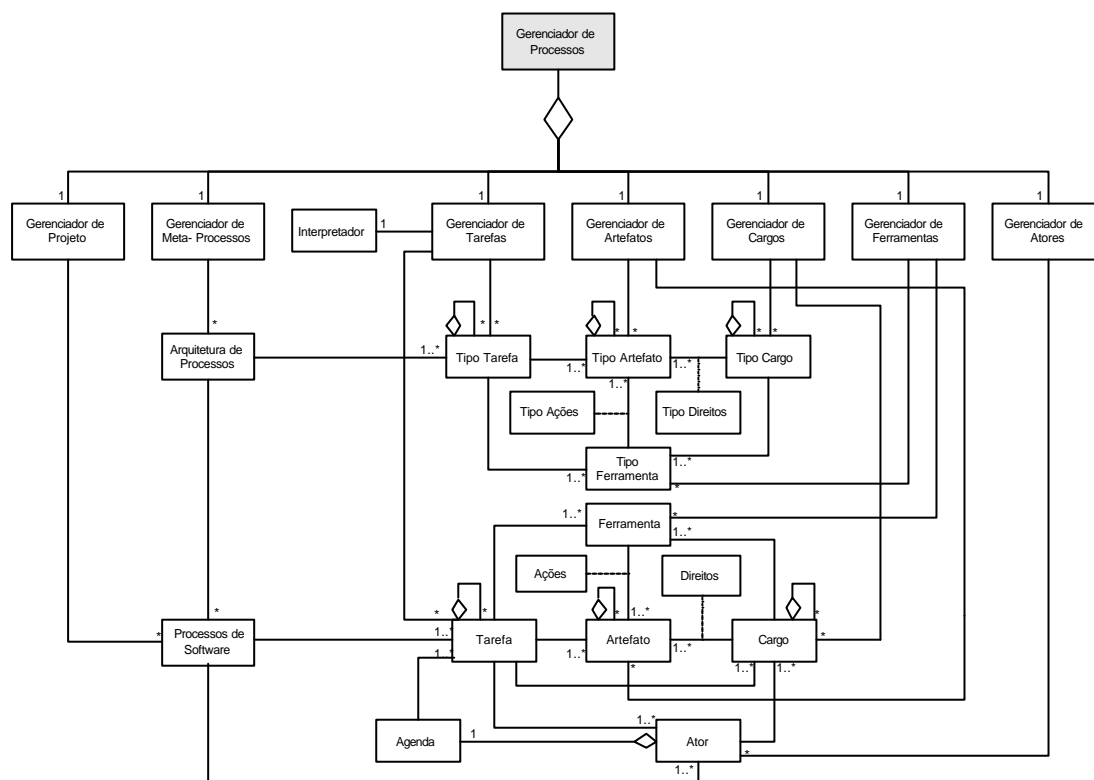 Gerenciador de
Processos
1
1
1
1
1
1
1
Gerenciador de
Projeto
Gerenciador de
Meta- Processos
Interpretador
1
Gerenciador de
Tarefas
Gerenciador de
Artefatos
Gerenciador de
Cargos
Gerenciador de
Ferramentas
Gerenciador de
Atores
*
*
*
*
*
*
*
Arquitetura de
Processos
1..*
Tipo Tarefa
1..*
Tipo Artefato
1..*
1..*
Tipo Cargo
Tipo Ações
Tipo Direitos
1..*
Tipo
Ferramenta
1..*
*
1..*
Ferramenta
*
1..*
Ações
Direitos
*
*
*
1..*
*
*
*
Processos de
Software
*
1..*
1..*
Tarefa
1..*
Artefato
*
1..*
Cargo
*
1..*
1..*
Agenda
1
1..*
Ator
*
1..*